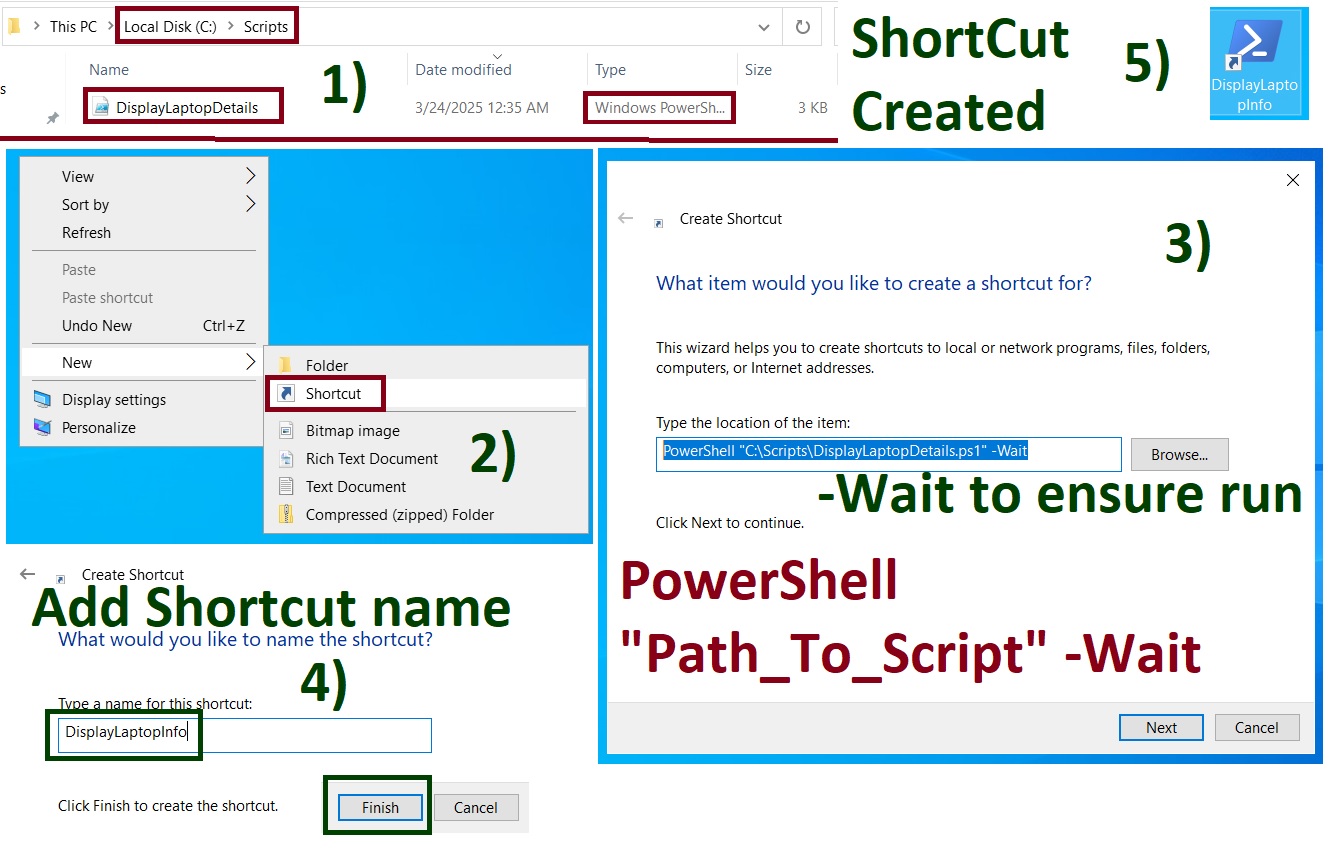 This PC > Local Disk (C:) > Scripts
Name
Date modified
Type
Size
1)
s
DisplayLaptopDetails
3/24/2025 12:35 AM
Windows PowerSh...
3 KB
ShortCut
Created
5)
DisplayLapto
pInfo
View
Sort by
Refresh
Paste
Paste shortcut
Undo New Ctrl+Z
New
Display settings
Personalize
Folder
Shortcut
Bitmap image
Rich Text Document
Text Document
Compressed (zipped) Folder
2)
Create Shortcut
3)
What item would you like to create a shortcut for?
This wizard helps you to create shortcuts to local or network programs, files, folders,
computers, or Internet addresses.
Type the location of the item:
PowerShell "C:\Scripts\DisplayLaptopDetails.ps1" -Wait
Browse...
-Wait to ensure run
Click Next to continue.
PowerShell
"Path_To_Script" -Wait
Next
Cancel
Create Shortcut
Add Shortcut name
What would you like to name the shortcut?
4)
Type a name for this shortcut:
DisplayLaptopInfo
Click Finish to create the shortcut.
Finish
Cancel